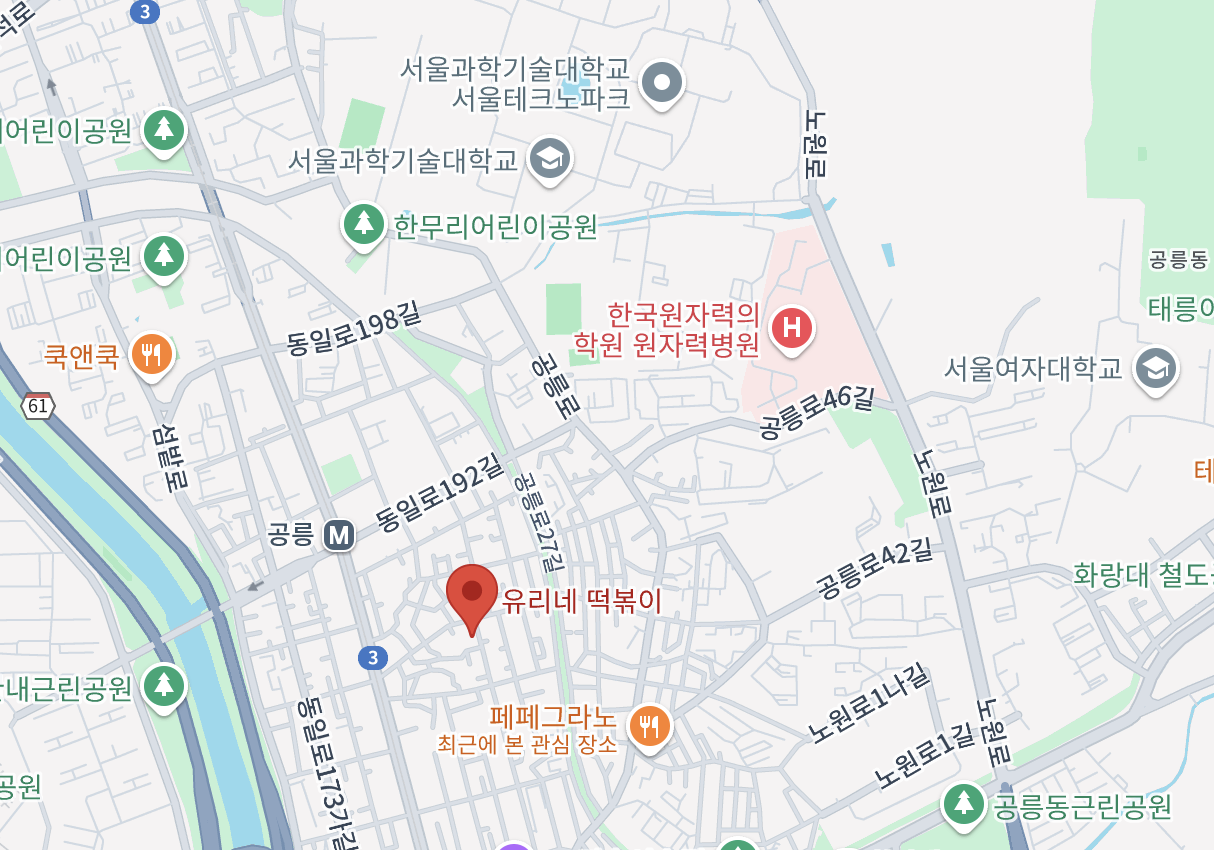 3
서울과학기술대학교
서울테크노파크
어린이공원
서울과학기술대학교
노원로
한무리어린이공원
어린이공원
공릉동
태릉
동일로198길
한국원자력의
학원 원자력병원
H
쿡앤쿡
공릉로
서울여자대학교
61
공릉로46길
섬발로
동일로192길
노원로
공릉로27길
공릉 M
공릉로42길
화랑대 철도
유리네 떡볶이
3
내근린공원
노원로1나길
페페그라노
최근에 본 관심 장소
동일로173가길
노원로1길
노원로
공원
공릉동근린공원